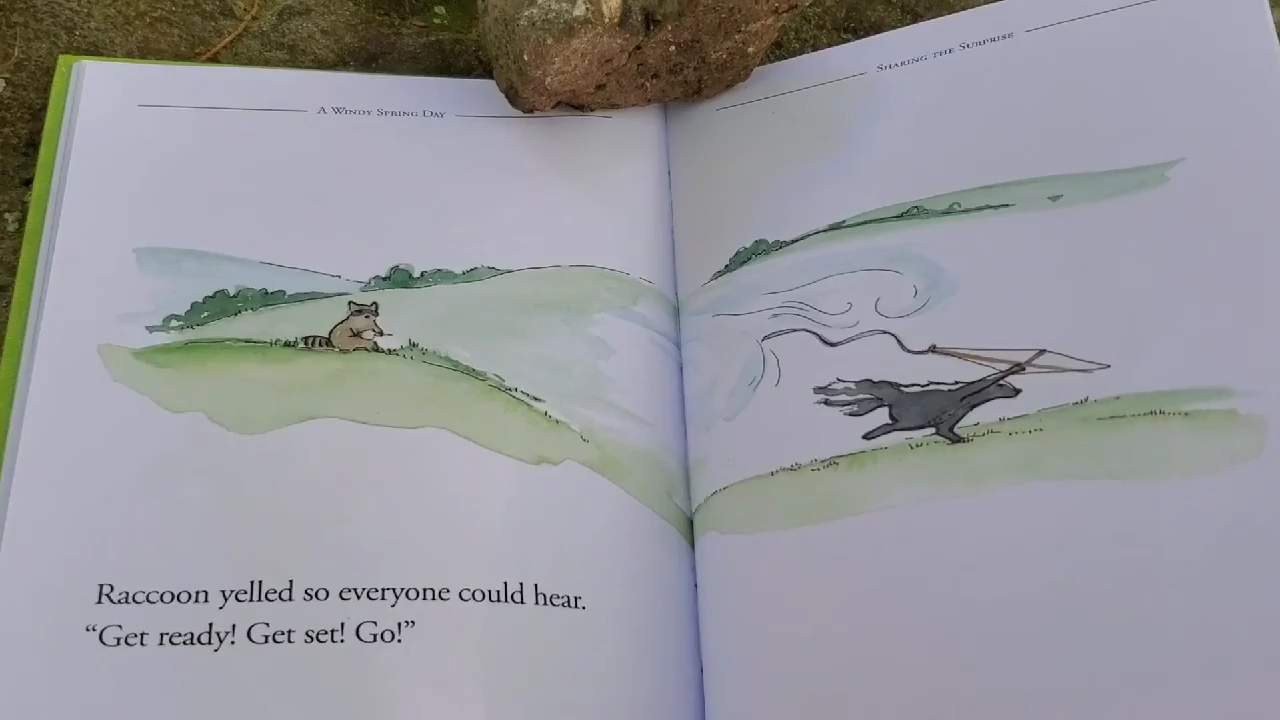 A Windy Spring Day
Sharing the Surprise
Raccoon yelled so everyone could hear.
“Get ready! Get set! Go!”